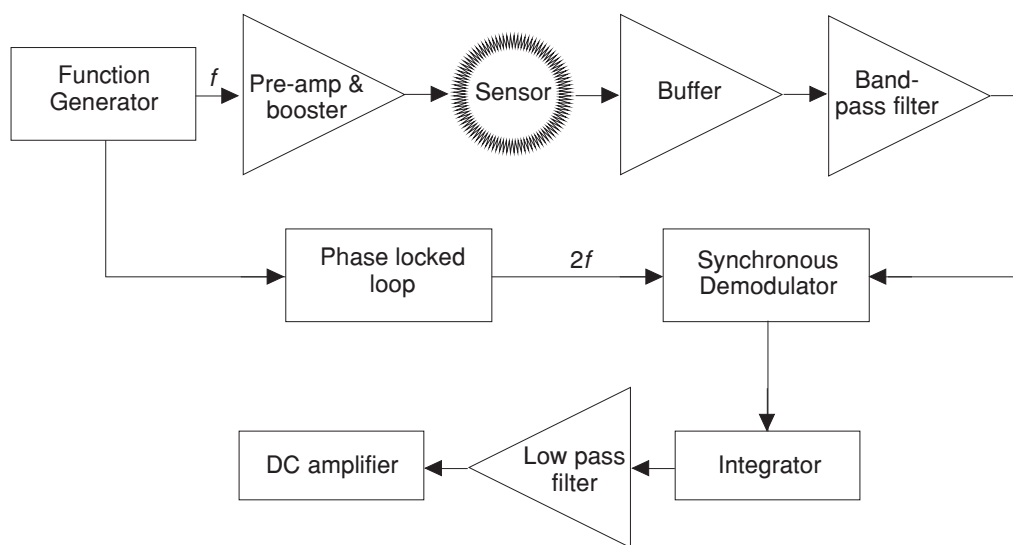 Function
Generator
f
Pre-amp &
booster
Sensor
Buffer
Band-
pass filter
Phase locked
loop
2f
Synchronous
Demodulator
DC amplifier
Low pass
filter
Integrator